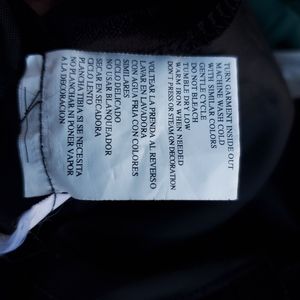 TURN GARMENT INSIDE OUT
MACHINE WASH COLD
WITH SIMILAR COLORS
GENTLE CYCLE
DO NOT BLEACH
TUMBLE DRY LOW
WARM IRON WHEN NEEDED
DON'T PRESS OR STEAM ON DECORATION
VOLTEAR LA PRENDA AL REVERSO
LAVAR EN LAVADORA
CON AGUA FRIA CON COLORES
SIMILARES
CICLO DELICADO
NO USAR BLANQUEADOR
SECAR EN SECADORA
CICLO LENTO
PLANCHA TIBIA SI SE NECESITA
NO PLANCHAR NI PONER VAPOR
A LA DECORACION